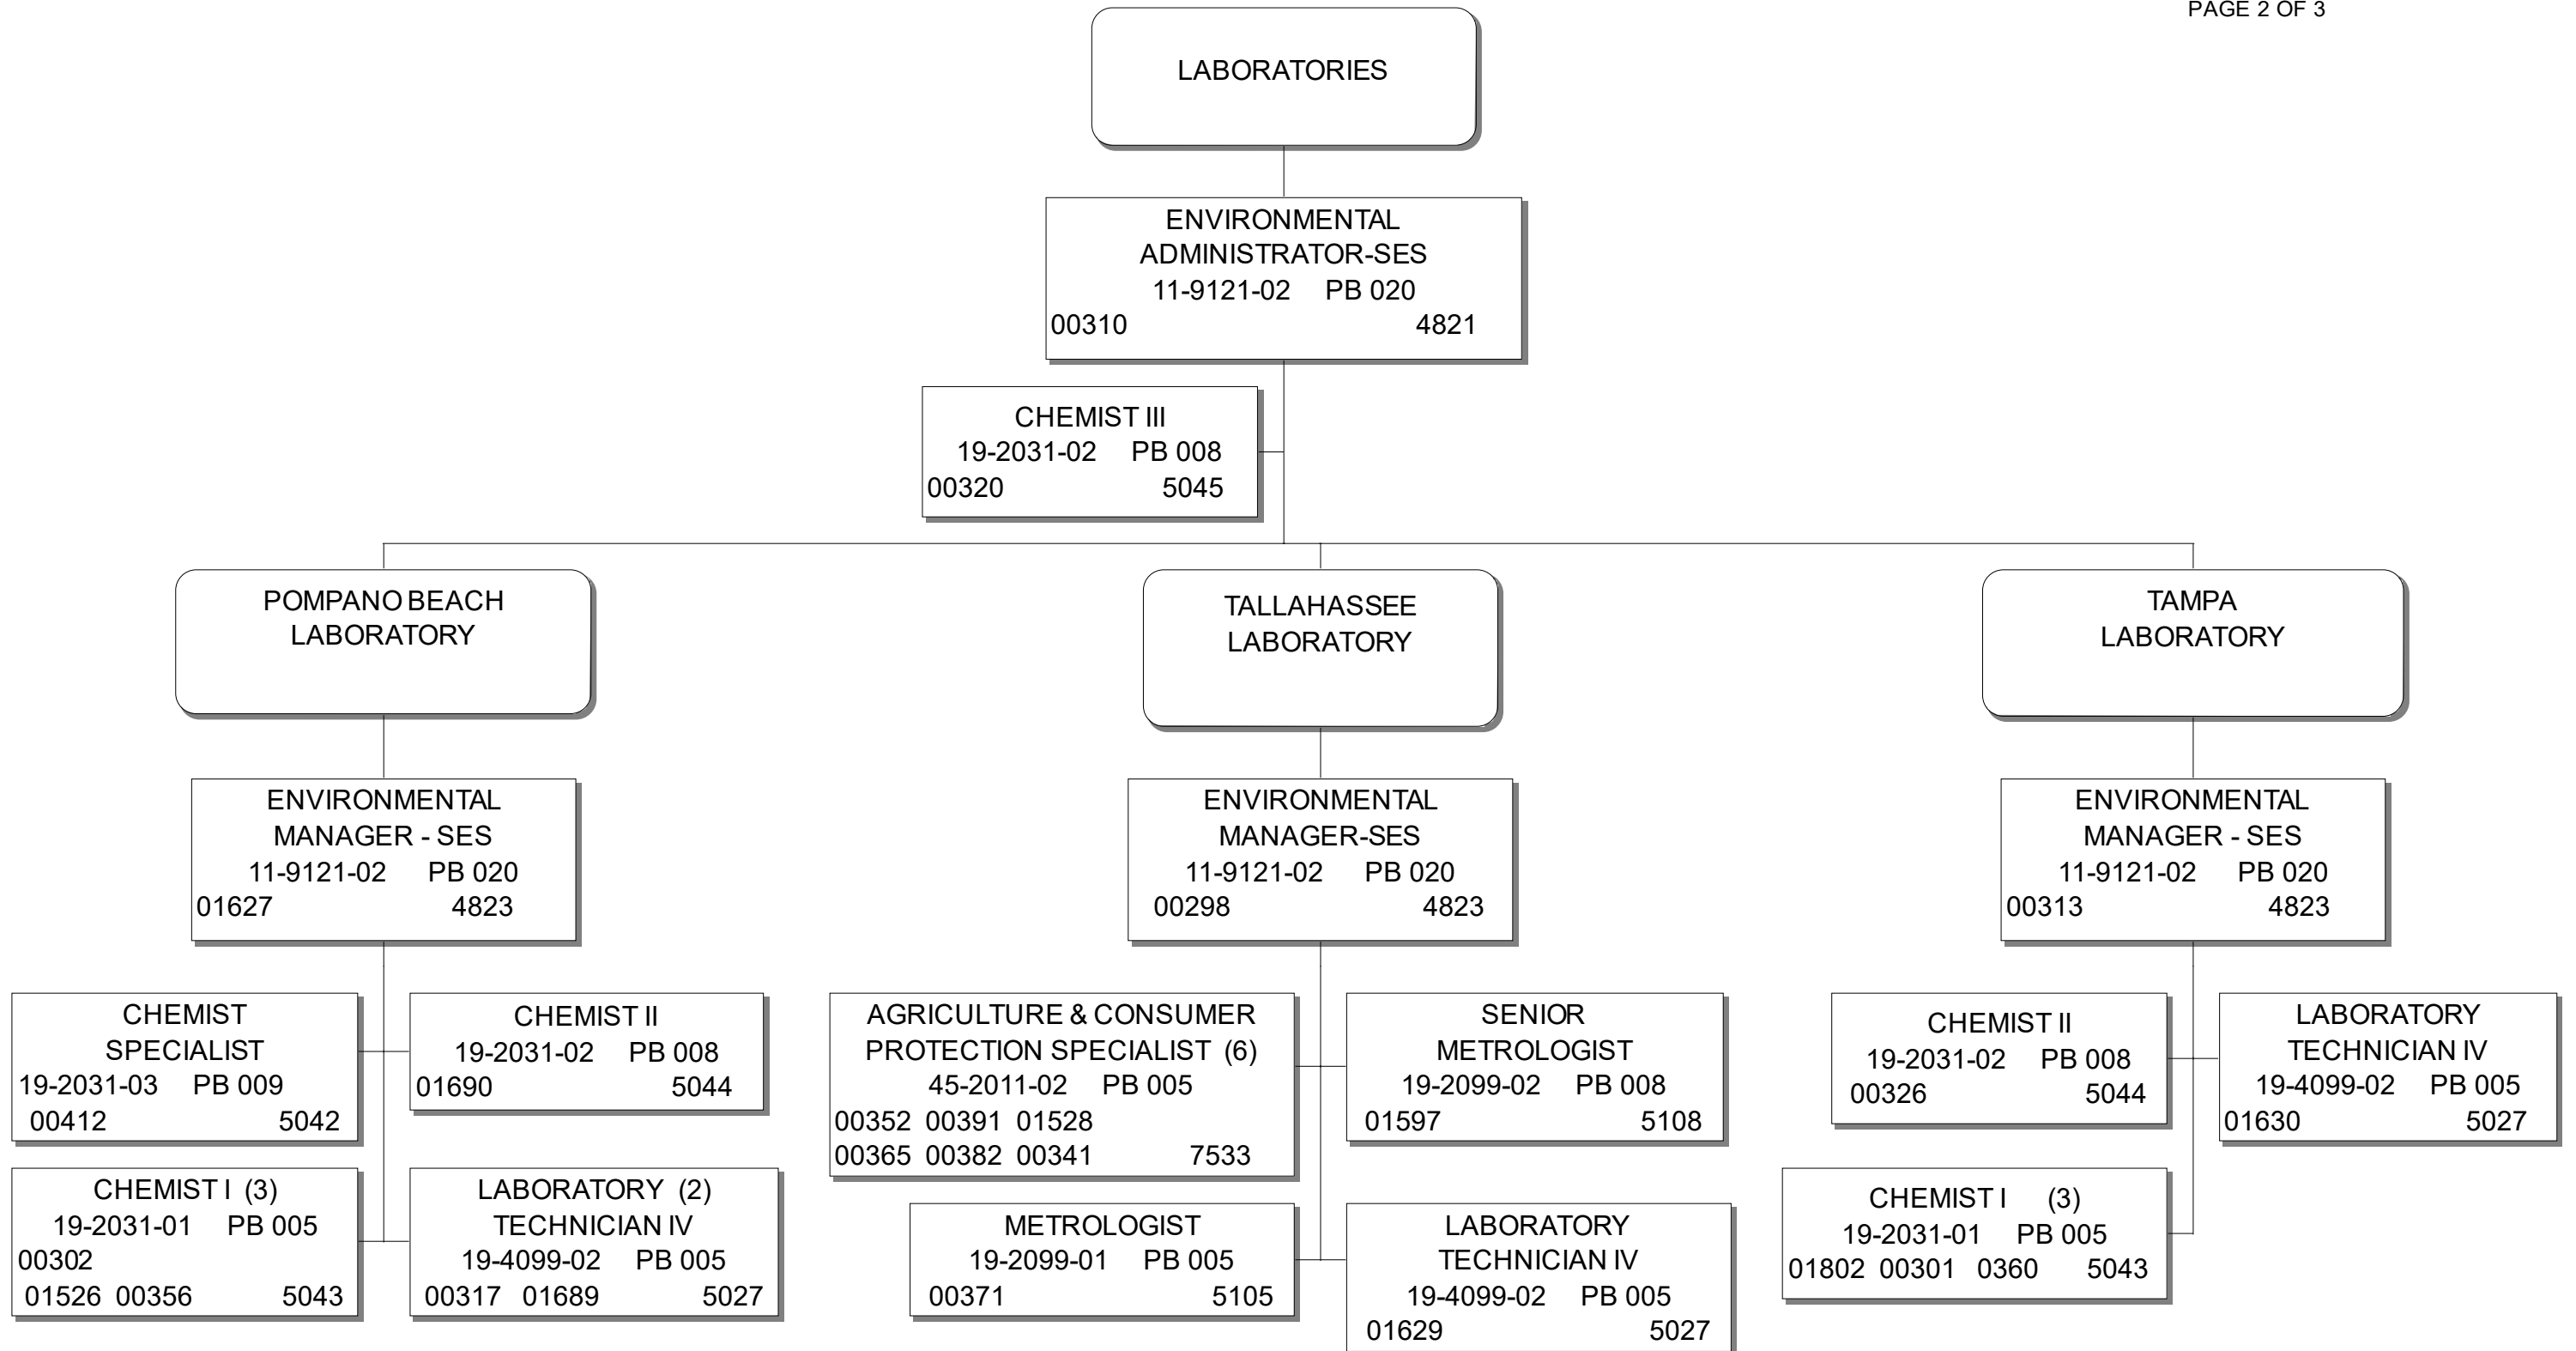 PAGE 2 OF 3
LABORATORIES
ENVIRONMENTAL
ADMINISTRATOR-SES
11-9121-02 PB 020
00310 4821
CHEMIST III
19-2031-02 PB 008
00320 5045
POMPANO BEACH
LABORATORY
TALLAHASSEE
LABORATORY
TAMPA
LABORATORY
ENVIRONMENTAL
MANAGER - SES
11-9121-02 PB 020
01627 4823
ENVIRONMENTAL
MANAGER-SES
11-9121-02 PB 020
00298 4823
ENVIRONMENTAL
MANAGER - SES
11-9121-02 PB 020
00313 4823
CHEMIST
SPECIALIST
19-2031-03 PB 009
00412 5042
CHEMIST II
19-2031-02 PB 008
01690 5044
CHEMIST I (3)
19-2031-01 PB 005
00302
01526 00356 5043
LABORATORY (2)
TECHNICIAN IV
19-4099-02 PB 005
00317 01689 5027
AGRICULTURE & CONSUMER
PROTECTION SPECIALIST (6)
45-2011-02 PB 005
00352 00391 01528
00365 00382 00341 7533
SENIOR
METROLOGIST
19-2099-02 PB 008
01597 5108
METROLOGIST
19-2099-01 PB 005
00371 5105
LABORATORY
TECHNICIAN IV
19-4099-02 PB 005
01629 5027
CHEMIST II
19-2031-02 PB 008
00326 5044
LABORATORY
TECHNICIAN IV
19-4099-02 PB 005
01630 5027
CHEMIST I (3)
19-2031-01 PB 005
01802 00301 0360 5043